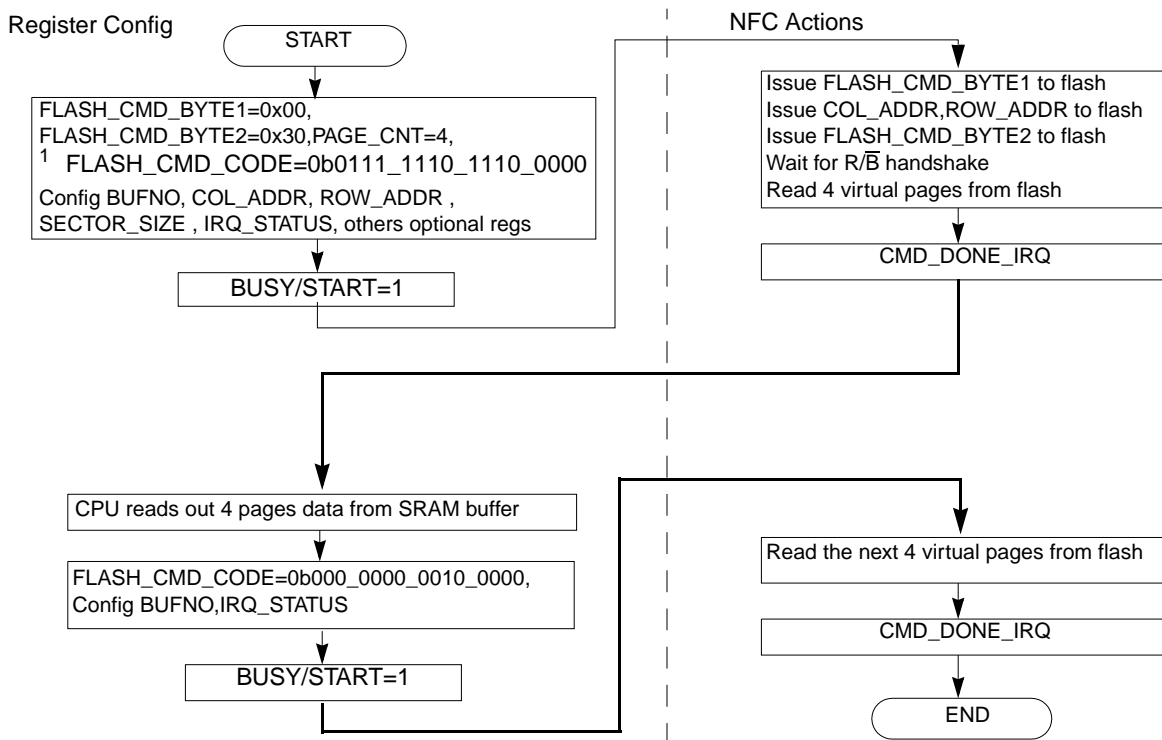 Register Config
NFC Actions
START
FLASH_CMD_BYTE1=0x00,
FLASH_CMD_BYTE2=0x30,PAGE_CNT=4,
1 FLASH_CMD_CODE=0b0111_1110_1110_0000
Config BUFNO, COL_ADDR, ROW_ADDR ,
SECTOR_SIZE , IRQ_STATUS, others optional regs
BUSY/START=1
Issue FLASH_CMD_BYTE1 to flash
Issue COL_ADDR,ROW_ADDR to flash
Issue FLASH_CMD_BYTE2 to flash
Wait for R/B̅ handshake
Read 4 virtual pages from flash
CMD_DONE_IRQ
CPU reads out 4 pages data from SRAM buffer
FLASH_CMD_CODE=0b000_0000_0010_0000,
Config BUFNO,IRQ_STATUS
BUSY/START=1
Read the next 4 virtual pages from flash
CMD_DONE_IRQ
END